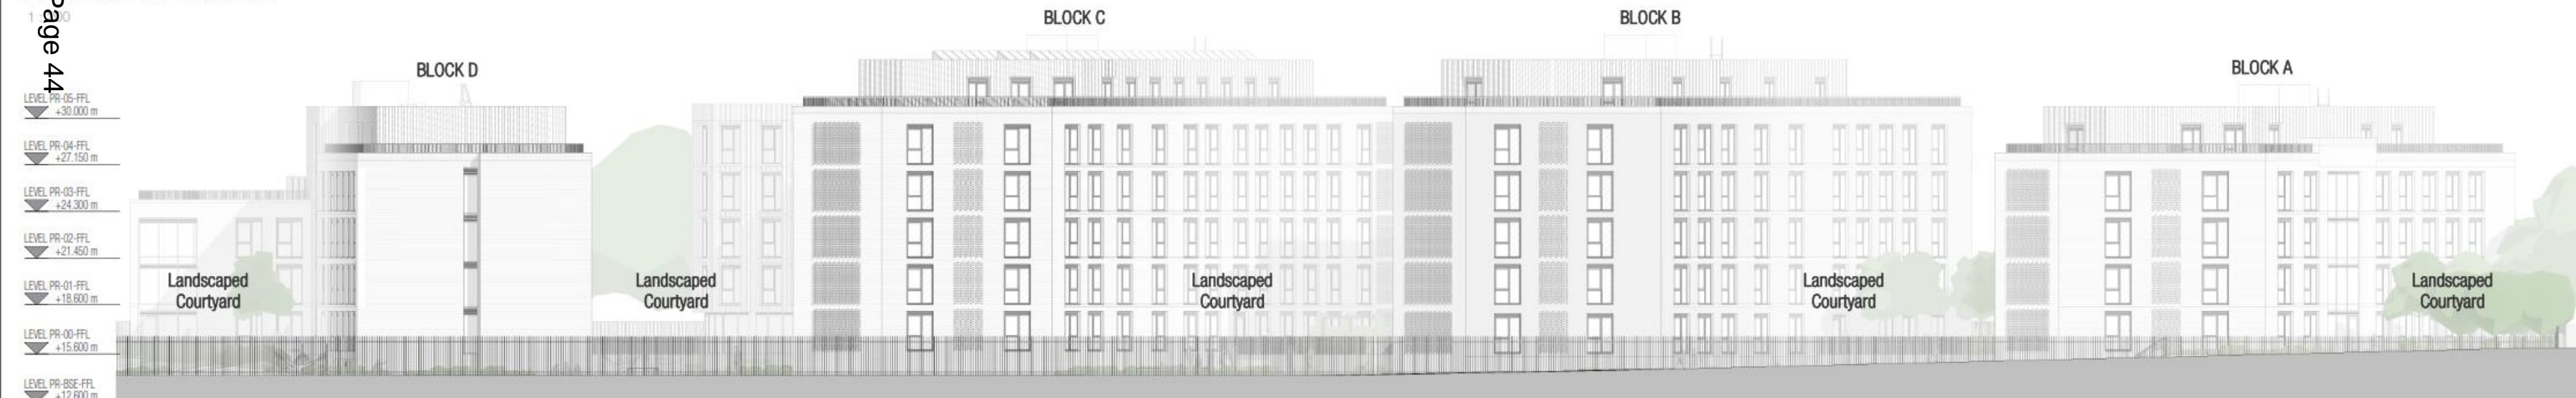 Page 44
BLOCK D
BLOCK C
BLOCK B
BLOCK A
LEVEL PR-05-FFL
+30.000 m
LEVEL PR-04-FFL
+27.150 m
LEVEL PR-03-FFL
+24.300 m
LEVEL PR-02-FFL
+21.450 m
LEVEL PR-01-FFL
+18.600 m
LEVEL PR-00-FFL
+15.600 m
LEVEL PR-BSE-FFL
+12.600 m
Landscaped
Courtyard
Landscaped
Courtyard
Landscaped
Courtyard
Landscaped
Courtyard
Landscaped
Courtyard